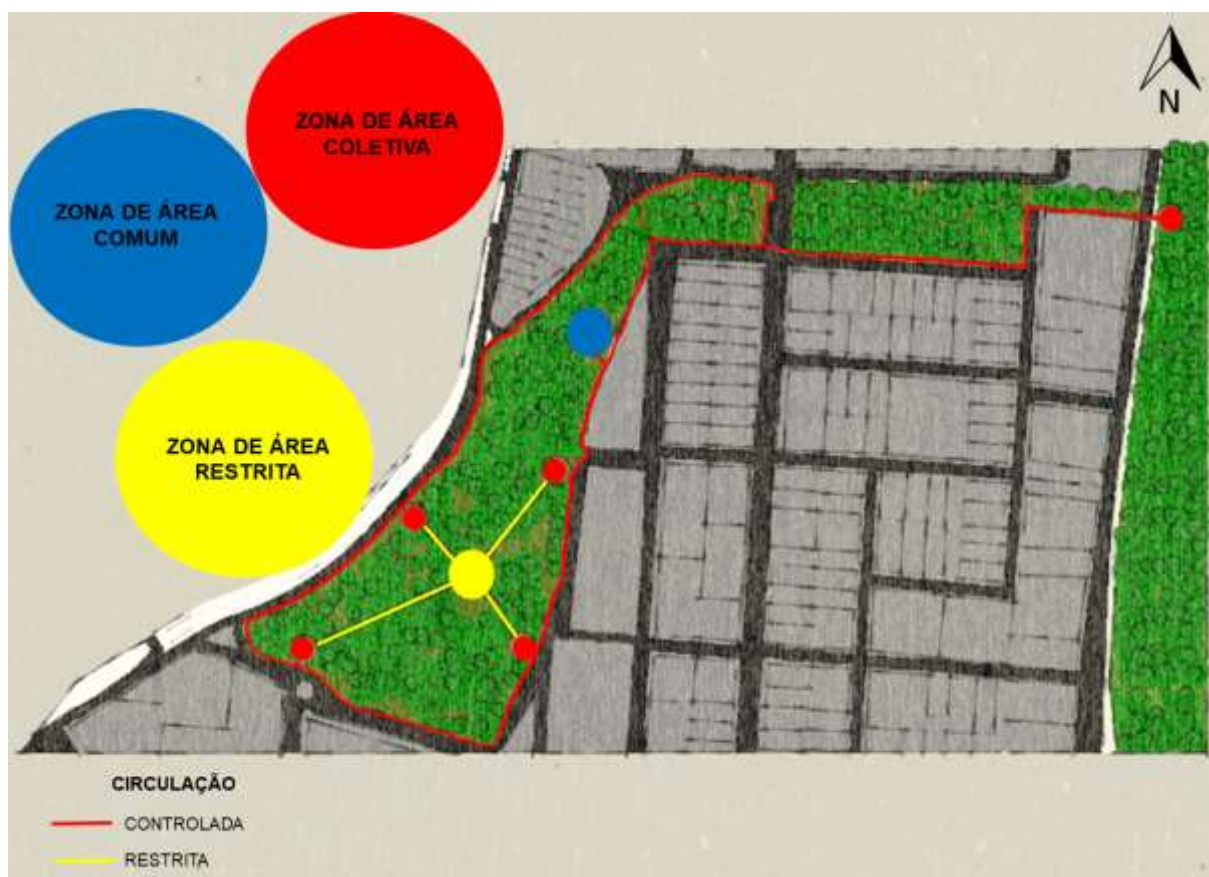 ZONA DE ÁREA
COLETIVA
ZONA DE ÁREA
COMUM
ZONA DE ÁREA
RESTRITA
N
CIRCULAÇÃO
CONTROLADA
RESTRITA